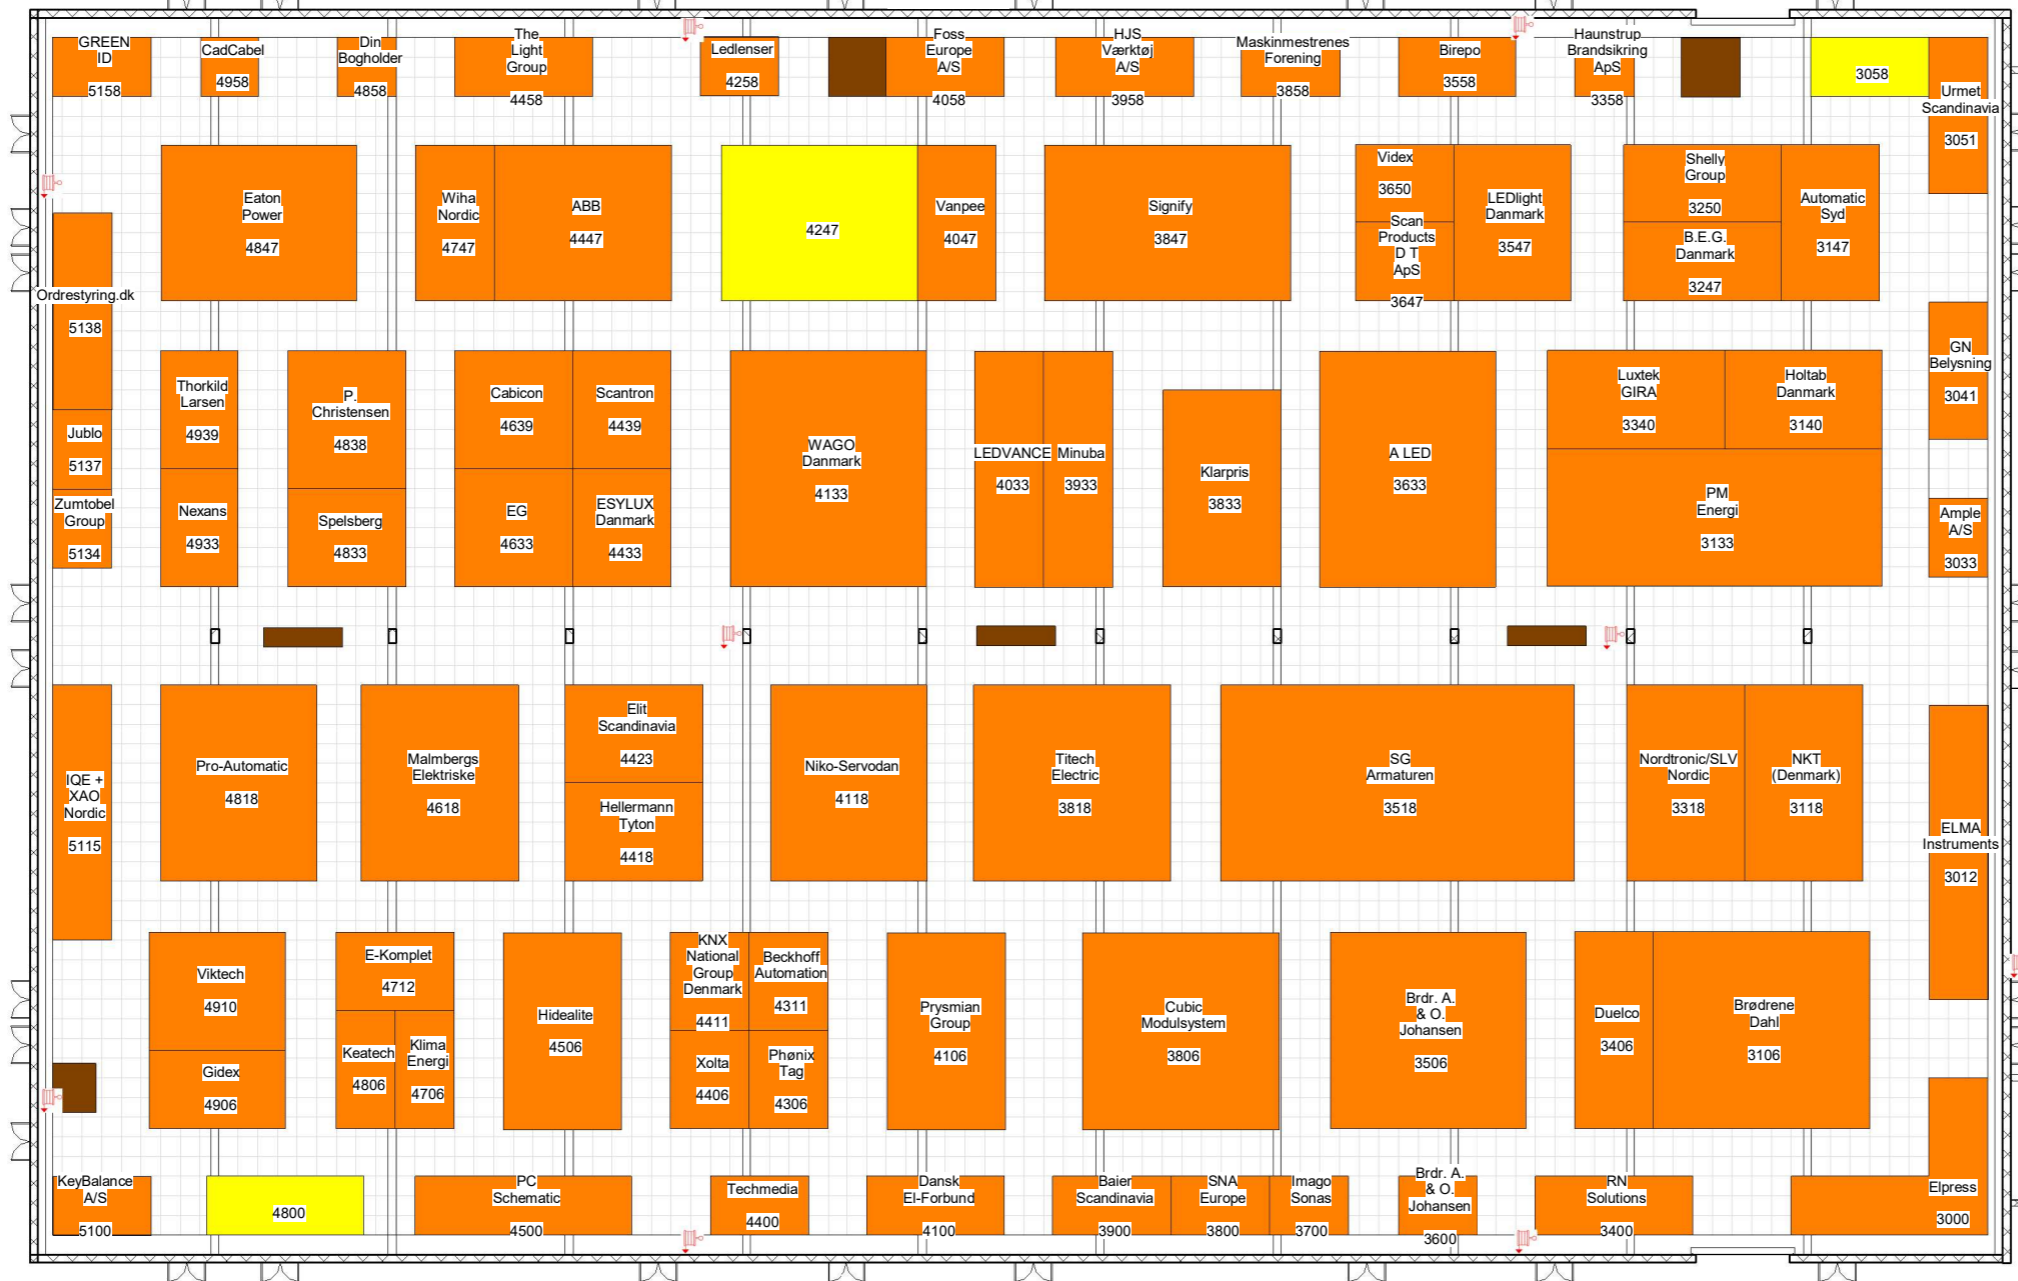 GREEN
ID
5158
CadCabel
4958
Din
Bogholder
4858
The
Light
Group
4458
Ledlenser
4258
Foss
Europe
A/S
4058
HJS
Værktøj
A/S
3958
Maskinmestrenes
Forening
3858
Birepo
3558
Haunstrup
Brandsikring
ApS
3358
3058
Urmet
Scandinavia
3051
Eaton
Power
4847
Wiha
Nordic
4747
ABB
4447
4247
Vanpee
4047
Signify
3847
Videx
3650
Scan
Products
D T
ApS
3647
LEDlight
Danmark
3547
Shelly
Group
3250
B.E.G.
Danmark
3247
Automatic
Syd
3147
Ordrestyring.dk
5138
Jublo
5137
Zumtobel
Group
5134
Thorkild
Larsen
4939
Nexans
4933
P.
Christensen
4838
Spelsberg
4833
Cabicon
4639
Scantron
4439
EG
4633
ESYLUX
Danmark
4433
WAGO
Danmark
4133
LEDVANCE
4033
Minuba
3933
Klarpris
3833
A LED
3633
Luxtek
GIRA
3340
Holtab
Danmark
3140
PM
Energi
3133
GN
Belysning
3041
Ample
A/S
3033
IQE +
XAO
Nordic
5115
Pro-Automatic
4818
Malmbergs
Elektriske
4618
Elit
Scandinavia
4423
Hellermann
Tyton
4418
Niko-Servodan
4118
Titech
Electric
3818
SG
Armaturen
3518
Nordtronic/SLV
Nordic
3318
NKT
(Denmark)
3118
ELMA
Instruments
3012
Viktech
4910
Gidex
4906
E-Komplet
4712
Keatech
4806
Klima
Energi
4706
Hidealite
4506
KNX
National
Group
Denmark
4411
Beckhoff
Automation
4311
Xolta
4406
Phønix
Tag
4306
Prysmian
Group
4106
Cubic
Modulsystem
3806
Brdr. A.
& O.
Johansen
3506
Duelco
3406
Brødrene
Dahl
3106
KeyBalance
A/S
5100
4800
PC
Schematic
4500
Techmedia
4400
Dansk
El-Forbund
4100
Baier
Scandinavia
3900
SNA
Europe
3800
Imago
Sonas
3700
Brdr. A.
& O.
Johansen
3600
RN
Solutions
3400
Elpress
3000